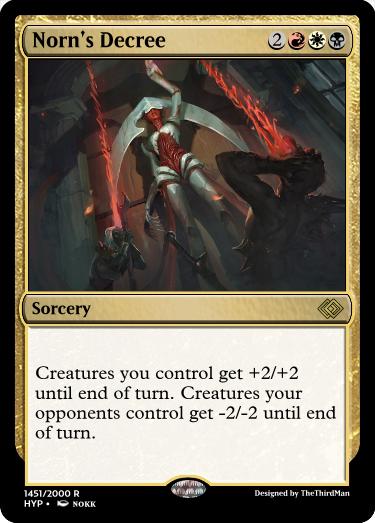 Norn's Decree 2
Sorcery
Creatures you control get +2/+2
until end of turn. Creatures your
opponents control get -2/-2 until end
of turn.
1451/2000 R
HYP • NOKK
Designed by TheThirdMan